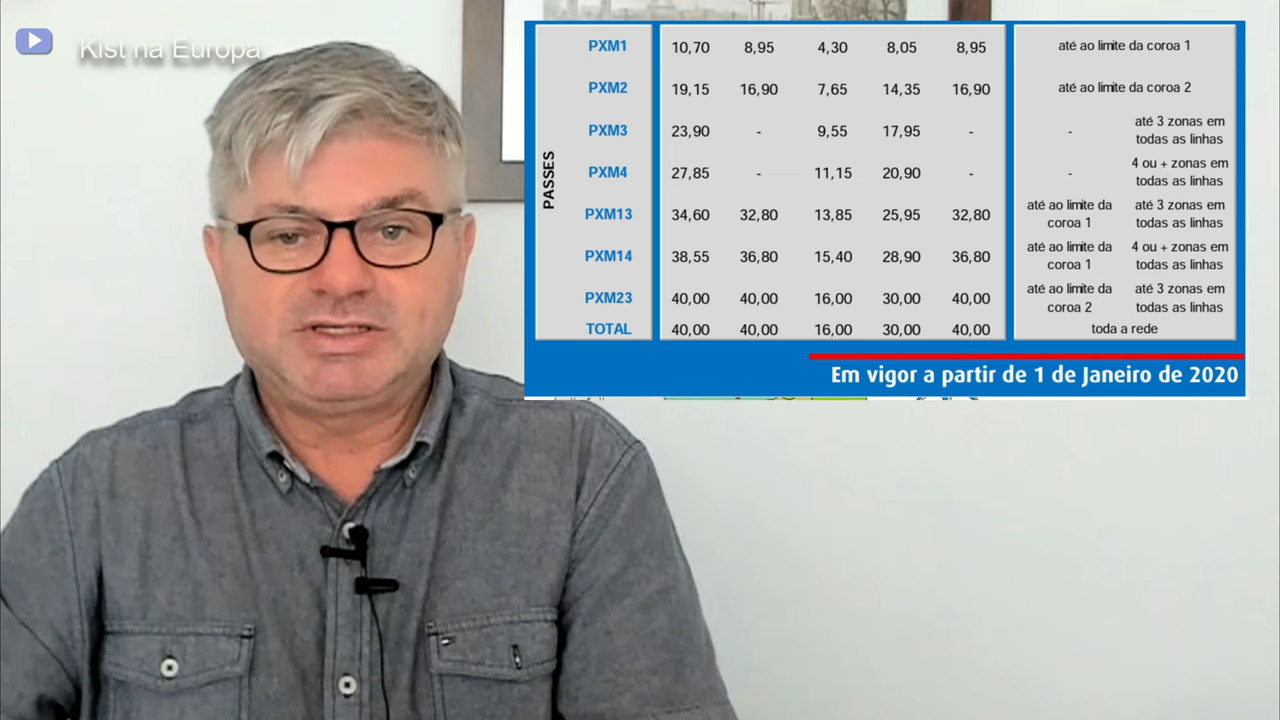 Kist na Europa
PASSES
PXM1 10,70 8,95 4,30 8,05 8,95 até ao limite da coroa 1
PXM2 19,15 16,90 7,65 14,35 16,90 até ao limite da coroa 2
PXM3 23,90 - 9,55 17,95 - - até 3 zonas em
todas as linhas
PXM4 27,85 - 11,15 20,90 - - 4 ou + zonas em
todas as linhas
PXM13 34,60 32,80 13,85 25,95 32,80 até ao limite da até 3 zonas em
coroa 1 todas as linhas
PXM14 38,55 36,80 15,40 28,90 36,80 até ao limite da 4 ou + zonas em
coroa 1 todas as linhas
PXM23 40,00 40,00 16,00 30,00 40,00 até ao limite da até 3 zonas em
coroa 2 todas as linhas
TOTAL 40,00 40,00 16,00 30,00 40,00 toda a rede
Em vigor a partir de 1 de Janeiro de 2020